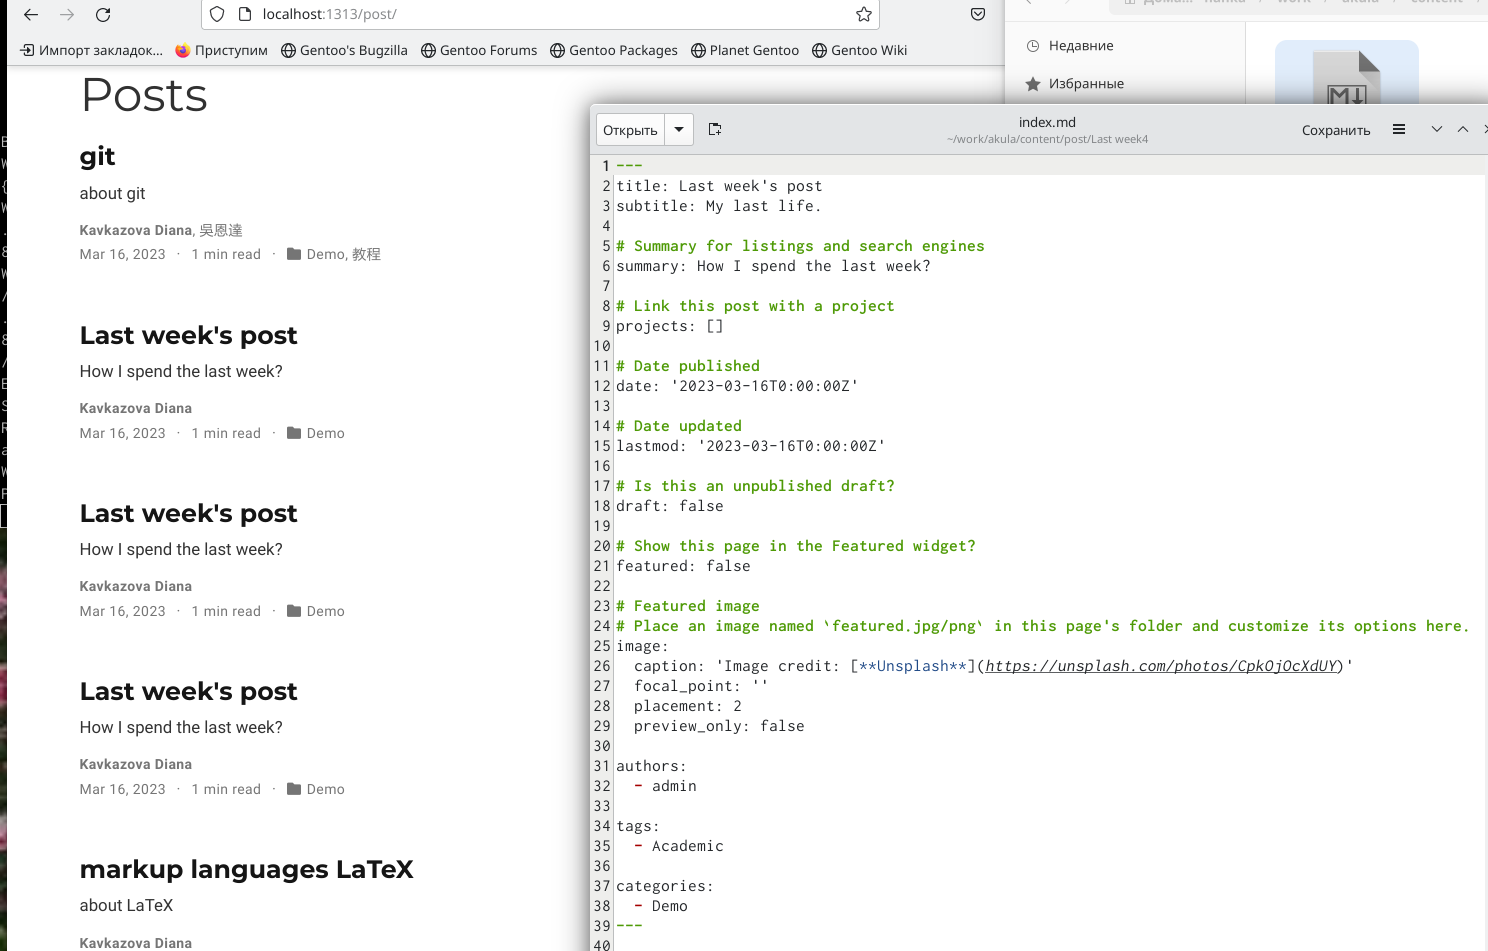 localhost:1313/post/
Импорт закладок... Приступим Gentoo's Bugzilla Gentoo Forums Gentoo Packages Planet Gentoo Gentoo Wiki
Posts
git
about git
Kavkazova Diana, 吳恩達
Mar 16, 2023 · 1 min read · Demo, 教程
Last week's post
How I spend the last week?
Kavkazova Diana
Mar 16, 2023 · 1 min read · Demo
Last week's post
How I spend the last week?
Kavkazova Diana
Mar 16, 2023 · 1 min read · Demo
Last week's post
How I spend the last week?
Kavkazova Diana
Mar 16, 2023 · 1 min read · Demo
markup languages LaTeX
about LaTeX
Kavkazova Diana
Недавние
Избранные
Открыть
index.md
~/work/akula/content/post/Last week4
Сохранить
1 ---
2 title: Last week's post
3 subtitle: My last life.
4
5 # Summary for listings and search engines
6 summary: How I spend the last week?
7
8 # Link this post with a project
9 projects: []
10
11 # Date published
12 date: '2023-03-16T0:00:00Z'
13
14 # Date updated
15 lastmod: '2023-03-16T0:00:00Z'
16
17 # Is this an unpublished draft?
18 draft: false
19
20 # Show this page in the Featured widget?
21 featured: false
22
23 # Featured image
24 # Place an image named `featured.jpg/png` in this page's folder and customize its options here.
25 image:
26   caption: 'Image credit: [**Unsplash**](https://unsplash.com/photos/CpkOjOcXdUY)'
27   focal_point: ''
28   placement: 2
29   preview_only: false
30
31 authors:
32   - admin
33
34 tags:
35   - Academic
36
37 categories:
38   - Demo
39 ---
40